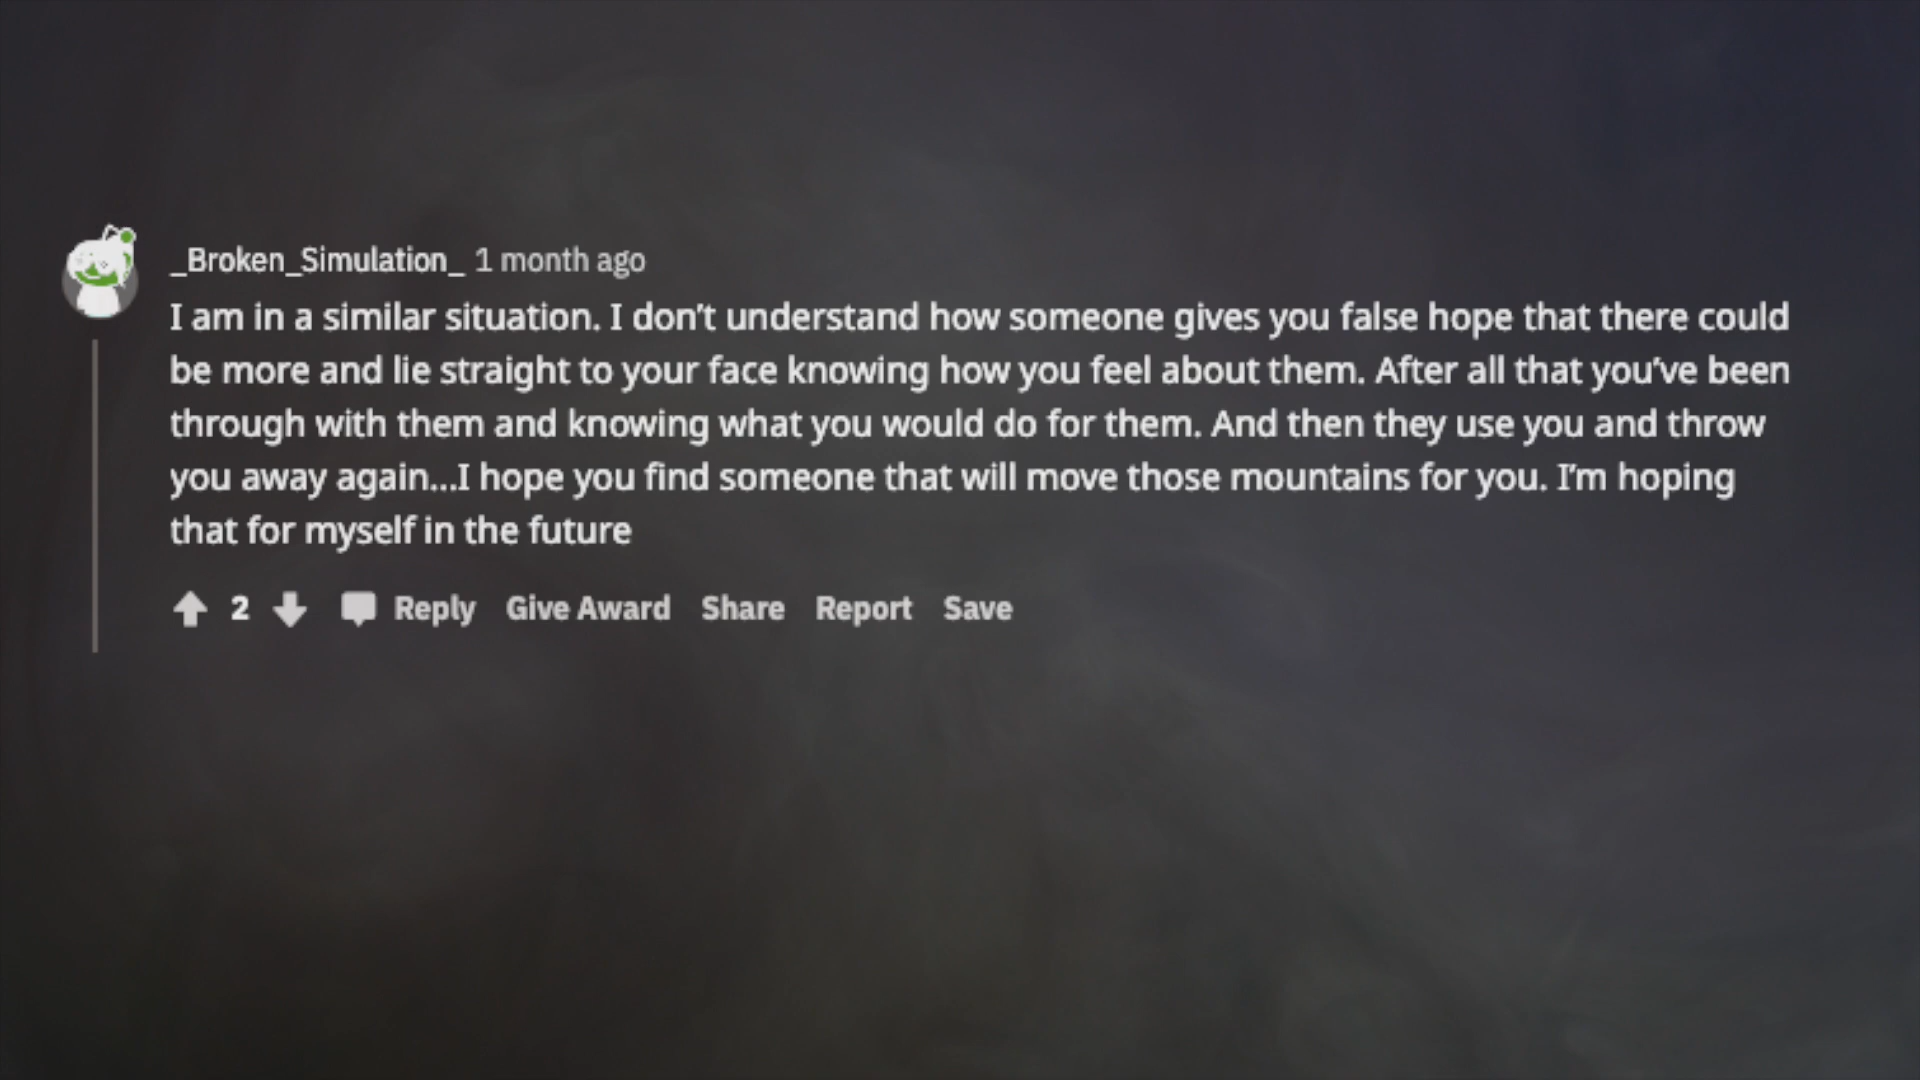 _Broken_Simulation_ 1 month ago
I am in a similar situation. I don’t understand how someone gives you false hope that there could
be more and lie straight to your face knowing how you feel about them. After all that you’ve been
through with them and knowing what you would do for them. And then they use you and throw
you away again...I hope you find someone that will move those mountains for you. I’m hoping
that for myself in the future
2 Reply Give Award Share Report Save